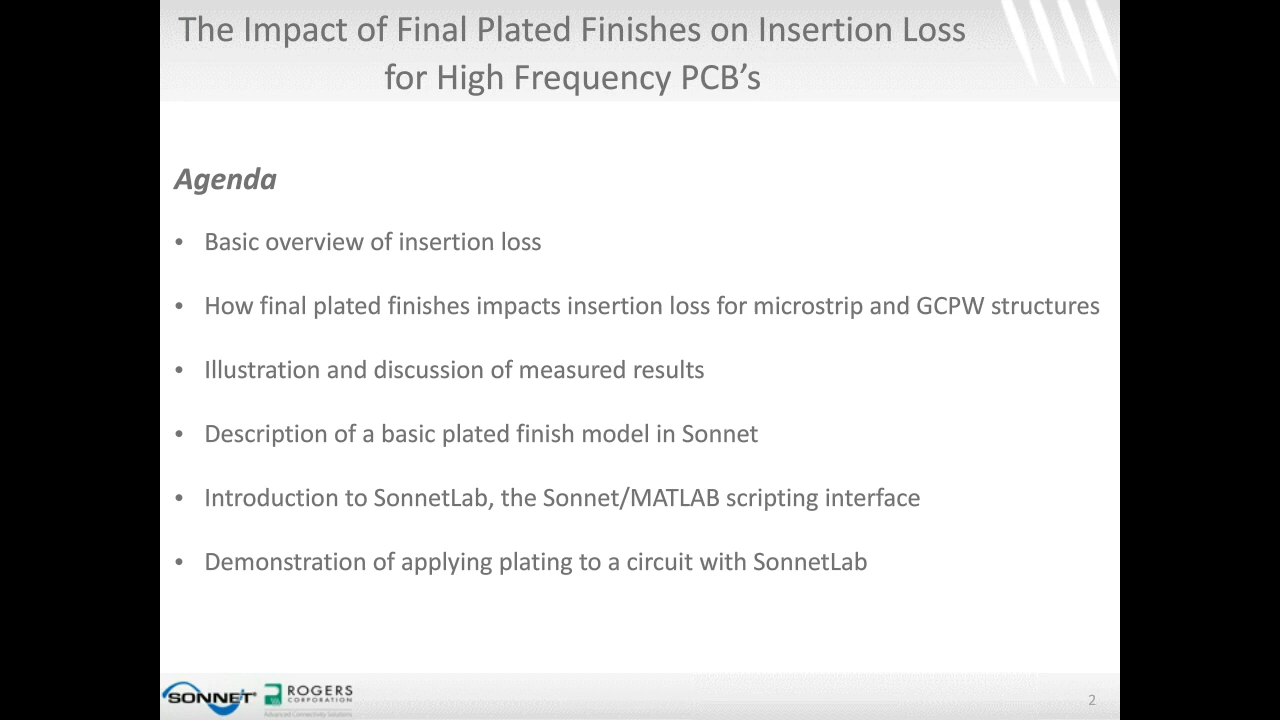 The Impact of Final Plated Finishes on Insertion Loss
for High Frequency PCB’s
Agenda
• Basic overview of insertion loss
• How final plated finishes impacts insertion loss for microstrip and GCPW structures
• Illustration and discussion of measured results
• Description of a basic plated finish model in Sonnet
• Introduction to SonnetLab, the Sonnet/MATLAB scripting interface
• Demonstration of applying plating to a circuit with SonnetLab
SONNET®
ROGERS
CORPORATION
Advanced Connectivity Solutions
2